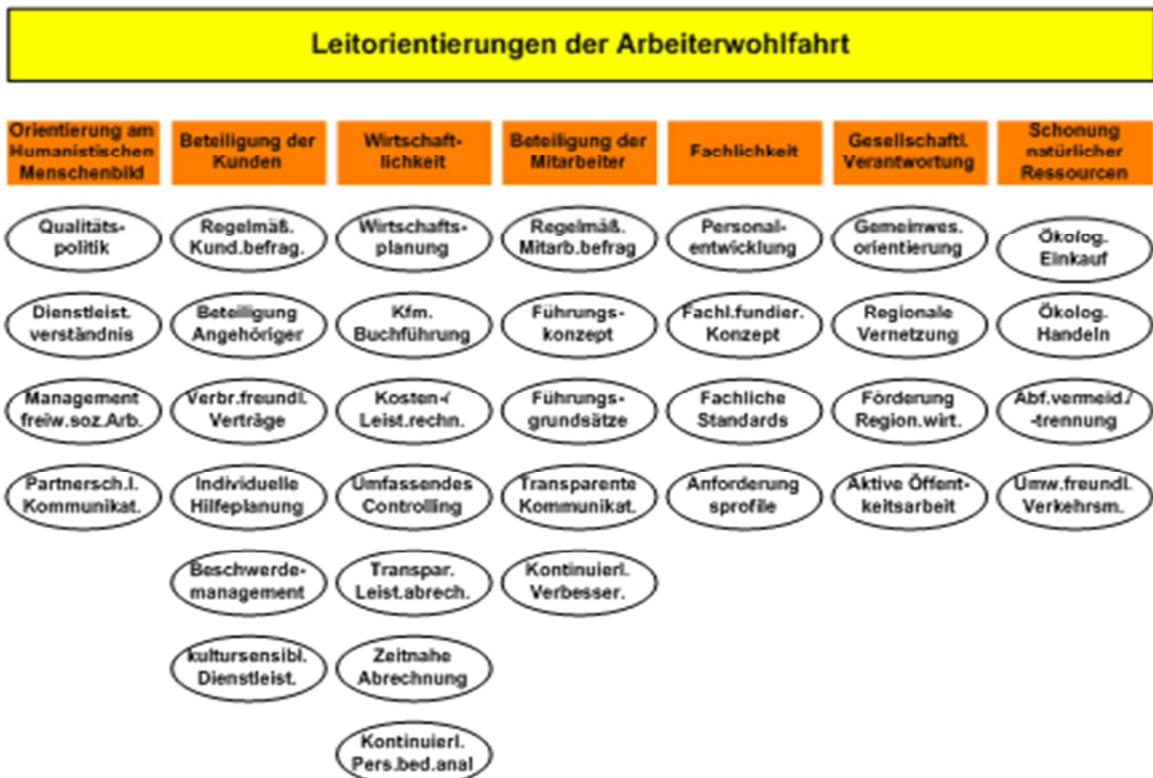 Leitorientierungen der Arbeiterwohlfahrt
Orientierung am
Humanistischen
Menschenbild
Beteiligung der
Kunden
Wirtschaft-
lichkeit
Beteiligung der
Mitarbeiter
Fachlichkeit
Gesellschaftl.
Verantwortung
Schonung
natürlicher
Ressourcen
Qualitäts-
politik
Regelmäß.
Kund.befrag.
Wirtschafts-
planung
Regelmäß.
Mitarb.befrag
Personal-
entwicklung
Gemeinwes.
orientierung
Ökolog.
Einkauf
Dienstleist.
verständnis
Beteiligung
Angehöriger
Kfm.
Buchführung
Führungs-
konzept
Fachl.fundier.
Konzept
Regionale
Vernetzung
Ökolog.
Handeln
Management
freiw.soz.Arb.
Verbr.freundl.
Verträge
Kosten-/
Leist.rechn.
Führungs-
grundsätze
Fachliche
Standards
Förderung
Region.wirt.
Abf.vermeid./
-trennung
Partnersch.l.
Kommunikat.
Individuelle
Hilfeplanung
Umfassendes
Controlling
Transparente
Kommunikat.
Anforderung
sprofile
Aktive Öffent-
keitsarbeit
Umw.freundl.
Verkehrsm.
Beschwerde-
management
Transpar.
Leist.abrech.
Kontinuierl.
Verbesser.
kultursensibl.
Dienstleist.
Zeitnahe
Abrechnung
Kontinuierl.
Pers.bed.anal